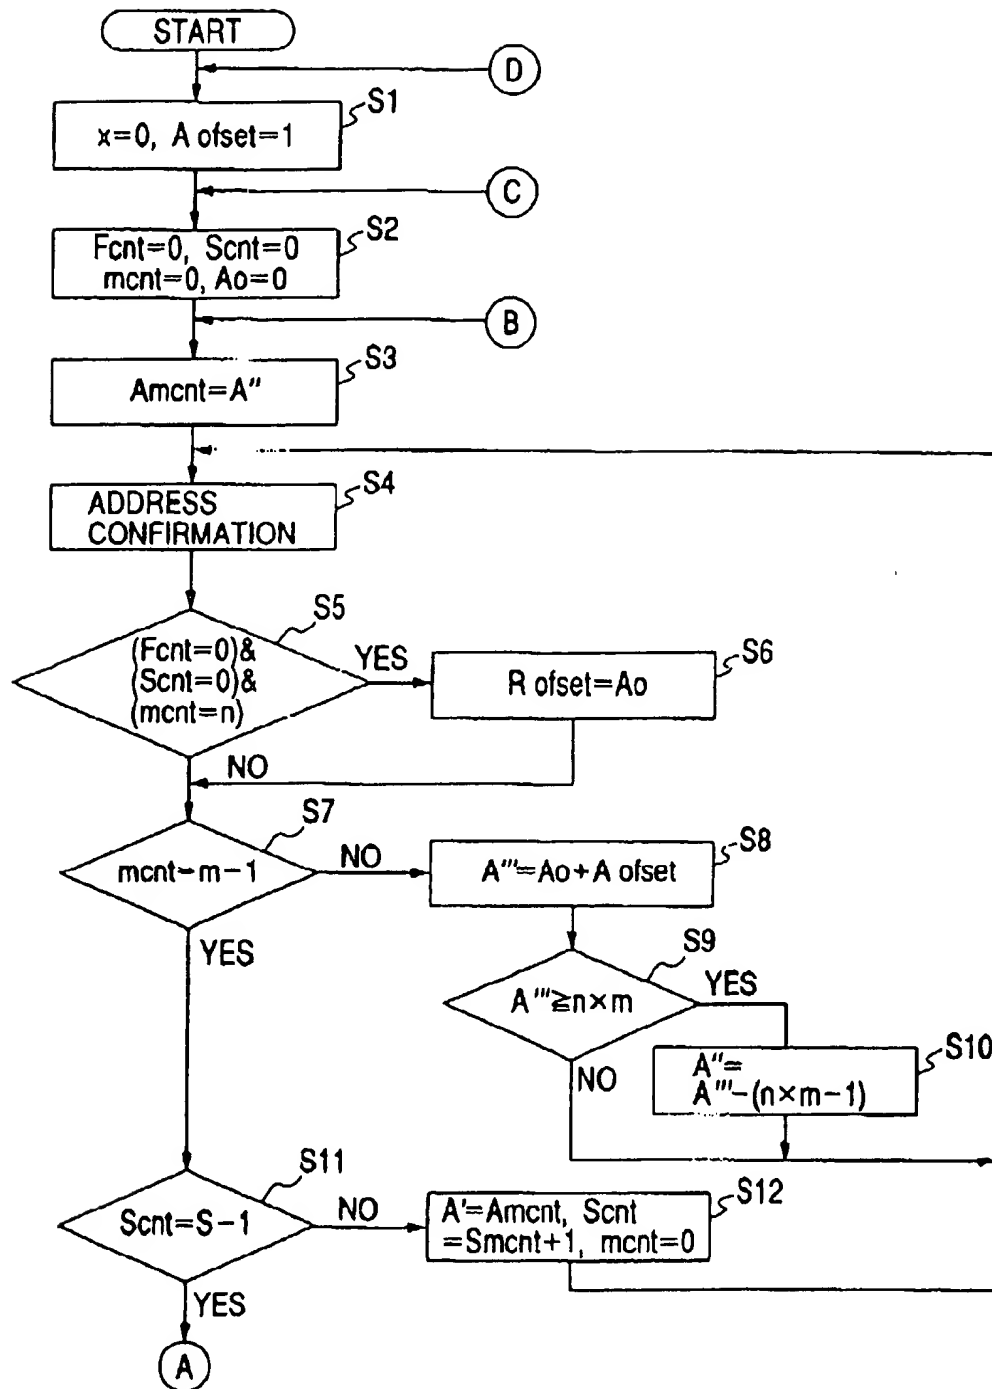 START
D
S1
x=0, A ofset=1
C
S2
Fcnt=0, Scnt=0
mcnt=0, Ao=0
B
S3
Amcnt=A''
S4
ADDRESS
CONFIRMATION
S5
(Fcnt=0)&
(Scnt=0)&
(mcnt=n)
YES
S6
R ofset=Ao
NO
S7
mcnt=m-1
NO
S8
A'''=Ao+A ofset
YES
S9
A'''≧n×m
YES
S10
A''=
A'''-(n×m-1)
NO
S11
Scnt=S-1
NO
S12
A'=Amcnt, Scnt
=Smcnt+1, mcnt=0
YES
A